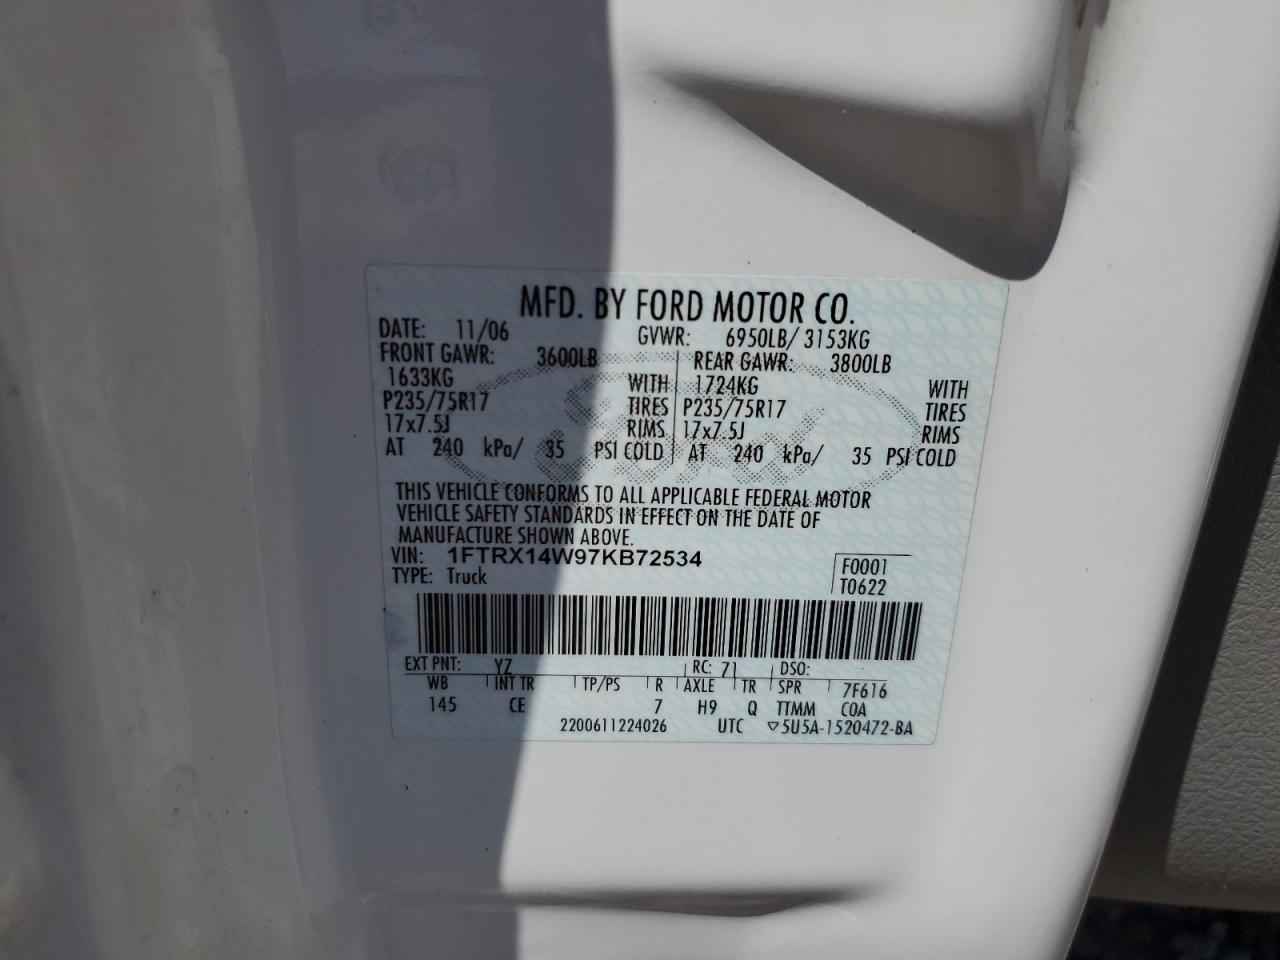 MFD. BY FORD MOTOR CO.
DATE: 11/06 GVWR: 6950LB/ 3153KG
FRONT GAWR: 3600LB REAR GAWR: 3800LB
1633KG WITH 1724KG WITH
P235/75R17 TIRES P235/75R17 TIRES
17x7.5J RIMS 17x7.5J RIMS
AT 240 kPa/ 35 PSI COLD AT 240 kPa/ 35 PSI COLD
THIS VEHICLE CONFORMS TO ALL APPLICABLE FEDERAL MOTOR
VEHICLE SAFETY STANDARDS IN EFFECT ON THE DATE OF
MANUFACTURE SHOWN ABOVE.
VIN: 1FTRX14W97KB72534 F0001
TYPE: Truck T0622
EXT PNT: YZ RC: 71 DSO:
WB INT TR TP/PS R AXLE TR SPR 7F616
145 CE 7 H9 Q TTMM COA
2200611224026 UTC ▽5U5A-1520472-BA